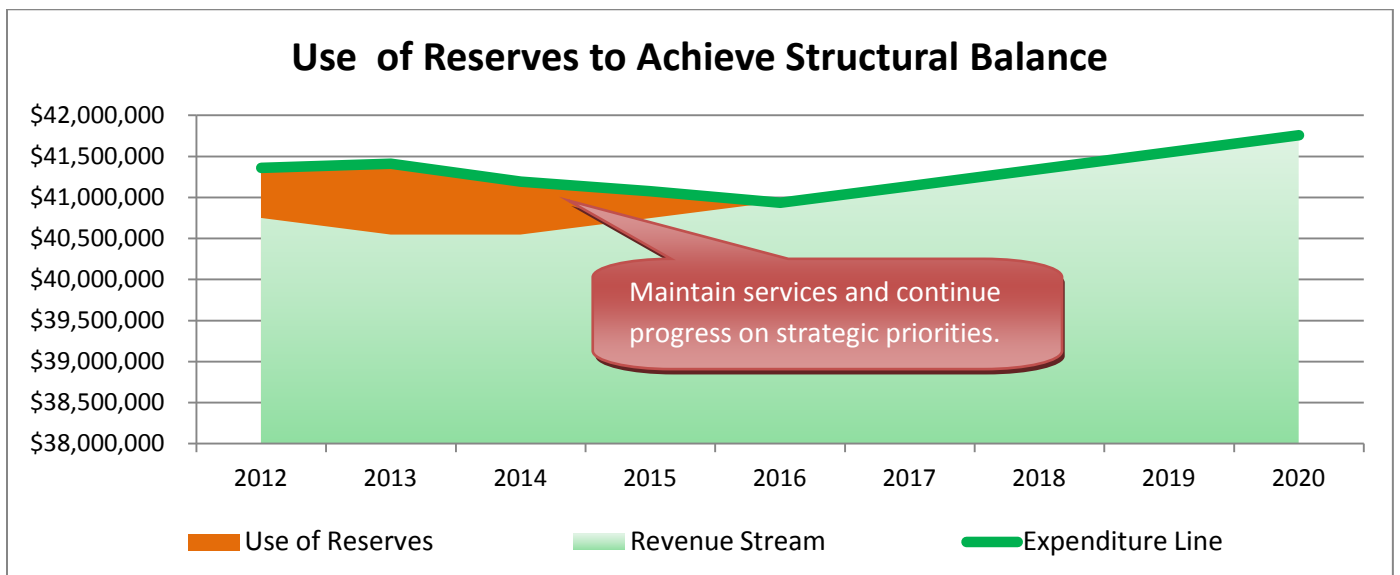 Use of Reserves to Achieve Structural Balance
$42,000,000
$41,500,000
$41,000,000
$40,500,000
$40,000,000
$39,500,000
$39,000,000
$38,500,000
$38,000,000
Maintain services and continue
progress on strategic priorities.
2012 2013 2014 2015 2016 2017 2018 2019 2020
Use of Reserves Revenue Stream Expenditure Line